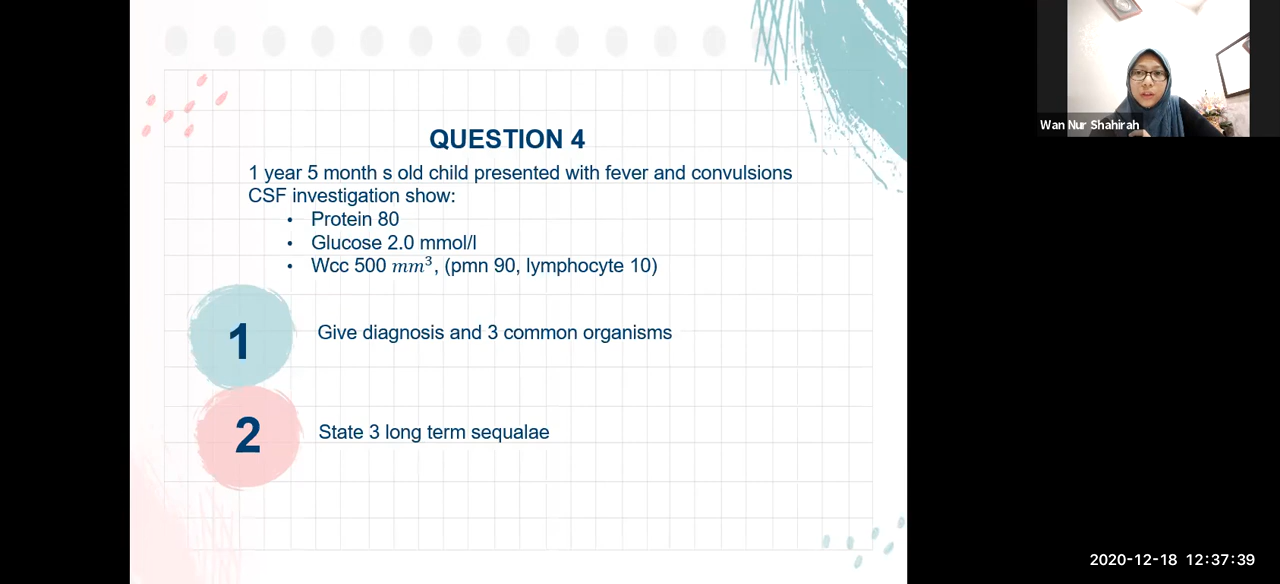 QUESTION 4
1 year 5 month s old child presented with fever and convulsions
CSF investigation show:
• Protein 80
• Glucose 2.0 mmol/l
• Wcc 500 mm³, (pmn 90, lymphocyte 10)
1
Give diagnosis and 3 common organisms
2
State 3 long term sequalae
Wan Nur Shahirah
2020-12-18 12:37:39